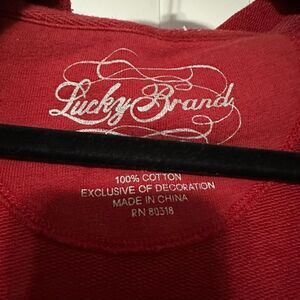 Lucky Brand
100% COTTON
EXCLUSIVE OF DECORATION
MADE IN CHINA
RN 80318